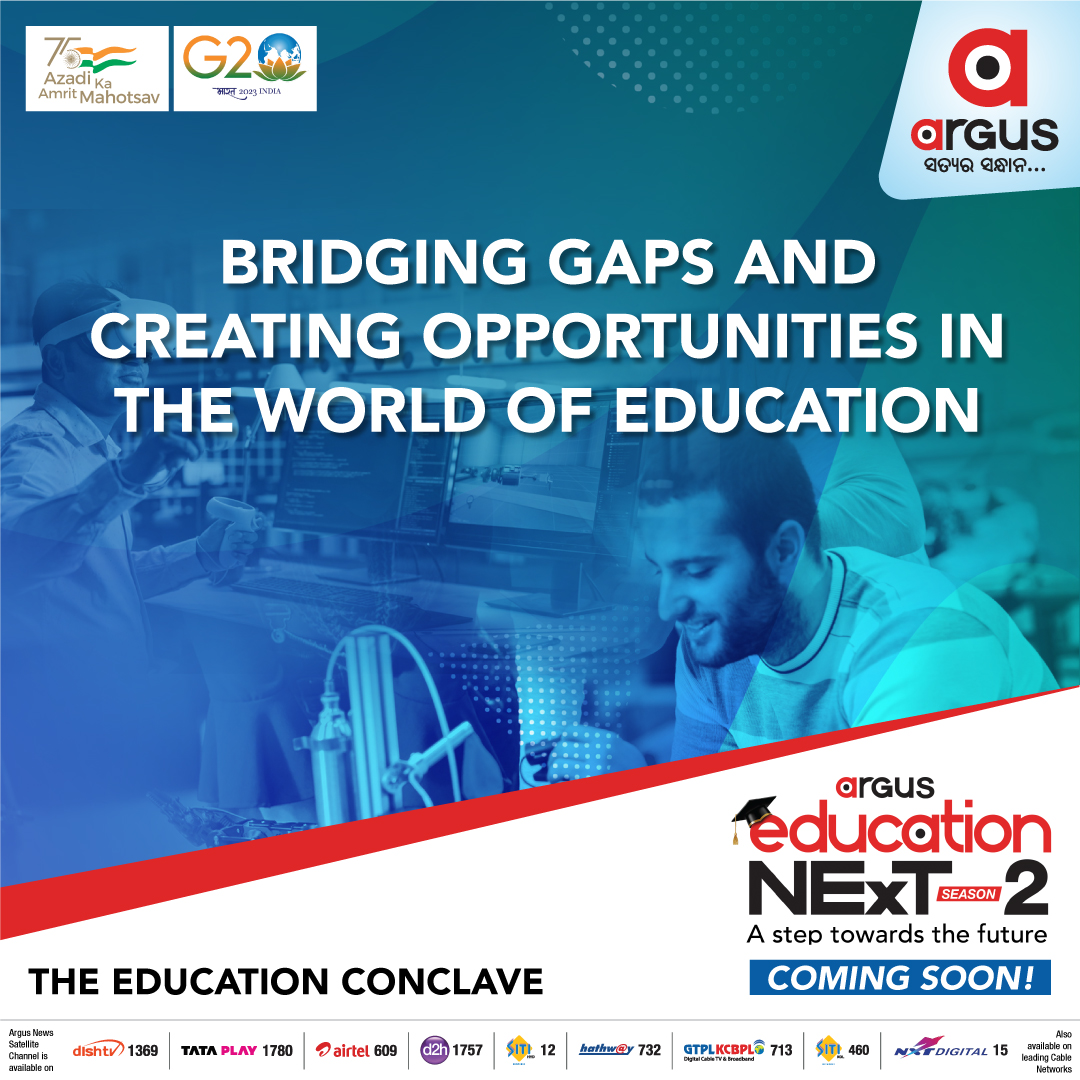 75
Azadi Ka
Amrit Mahotsav
G20
भारत 2023 INDIA
a
argus
ସତ୍ୟର ସନ୍ଧାନ...
BRIDGING GAPS AND
CREATING OPPORTUNITIES IN
THE WORLD OF EDUCATION
argus
education
NExT SEASON 2
A step towards the future
COMING SOON!
THE EDUCATION CONCLAVE
Argus News
Satellite
Channel is
available on
dishtv 1369
TATA PLAY 1780
airtel 609
d2h 1757
SITI 12
hathw@y 732
GTPL KCBPL 713
Digital Cable TV & Broadband
SITI 460
NXT DIGITAL 15
Also
available on
leading Cable
Networks